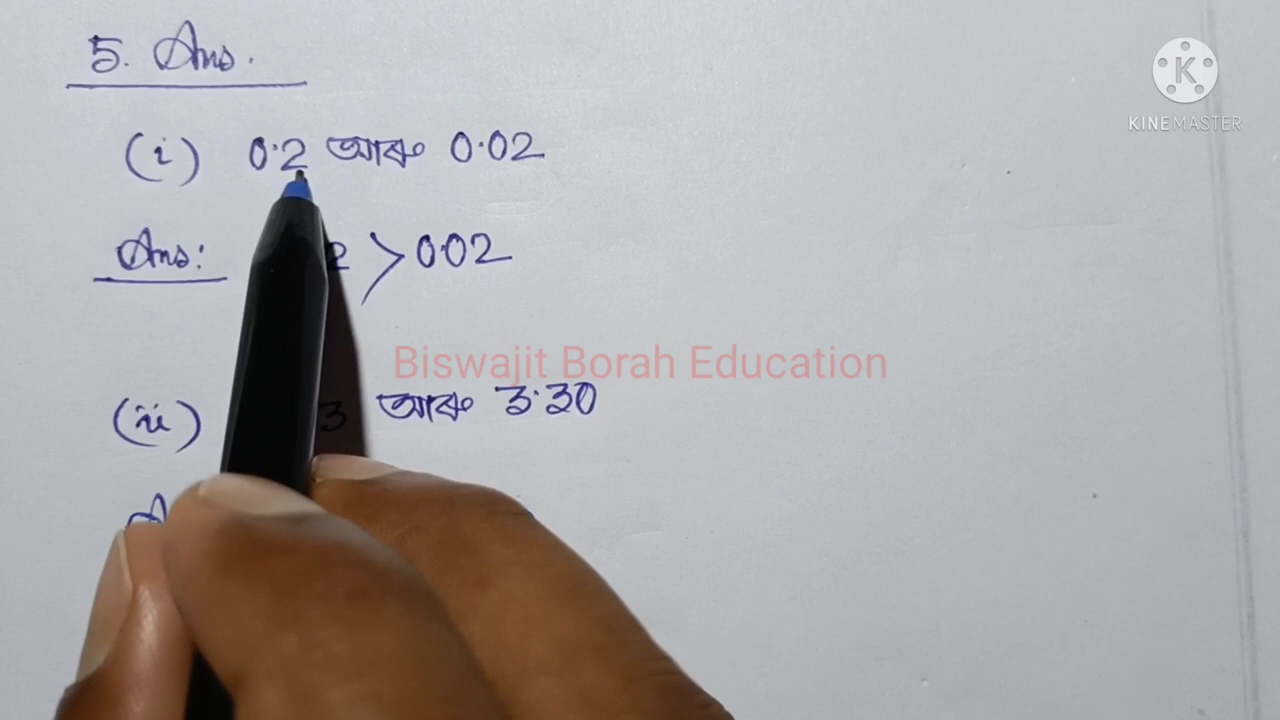 5. Ans.
(i) 0.2 আৰু 0.02
KINEMASTER
Ans: 2 > 0.02
Biswajit Borah Education
(ii) 3 আৰু 3.30